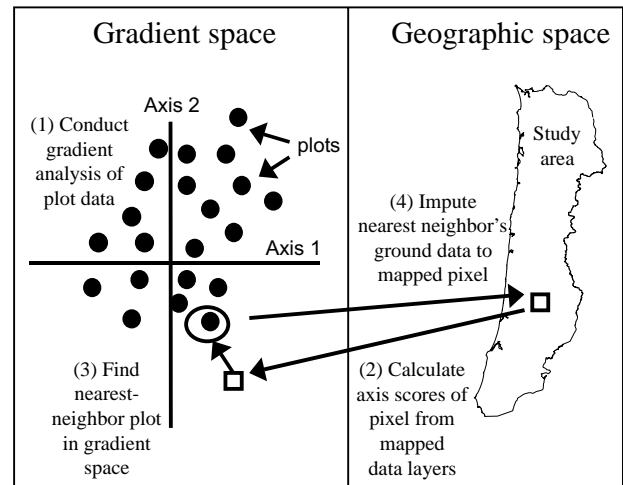 Gradient space
Axis 2
(1) Conduct
gradient
analysis of
plot data
plots
Axis 1
(3) Find
nearest-
neighbor plot
in gradient
space
Geographic space
Study
area
(4) Impute
nearest neighbor's
ground data to
mapped pixel
(2) Calculate
axis scores of
pixel from
mapped
data layers